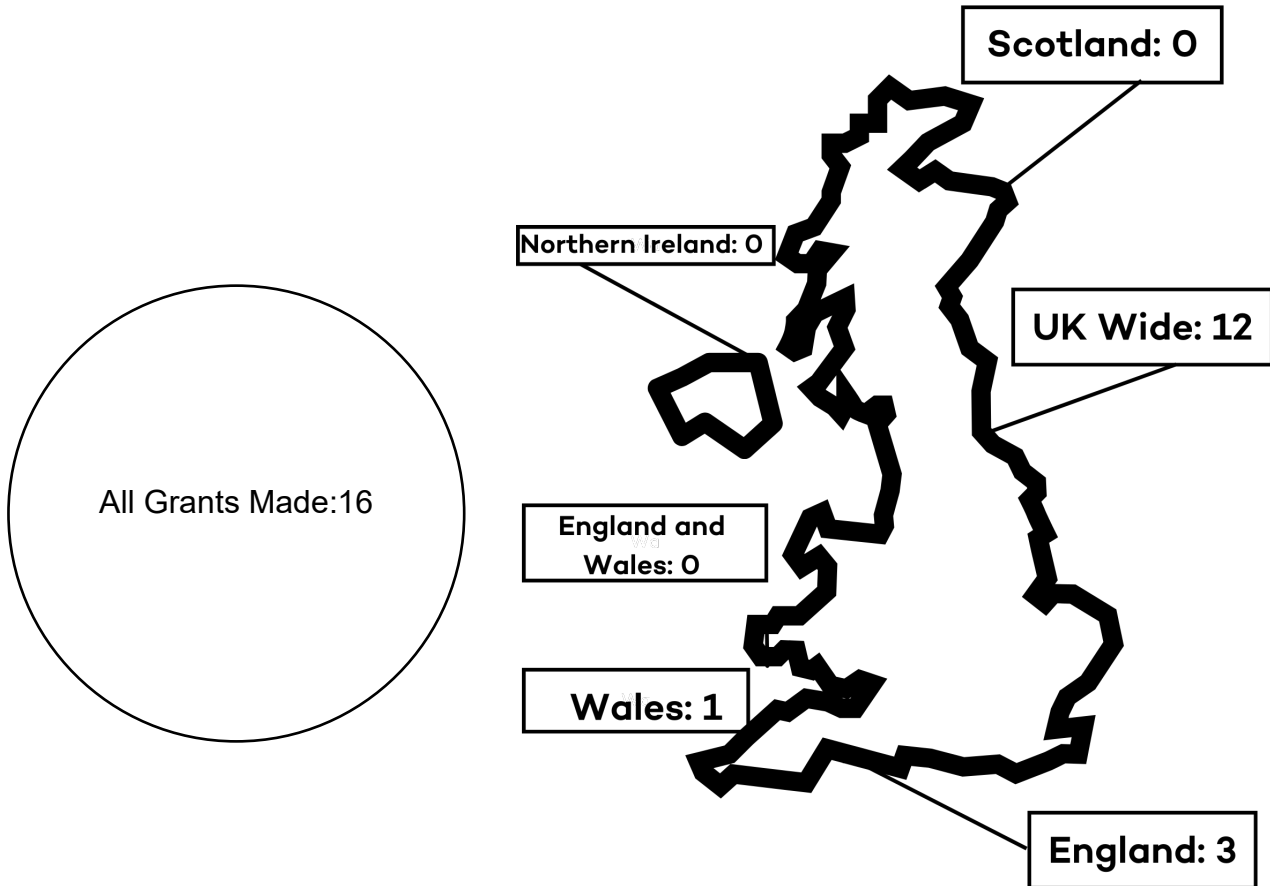 Scotland: 0
Northern Ireland: 0
UK Wide: 12
All Grants Made:16
England and
Wales: 0
Wales: 1
England: 3